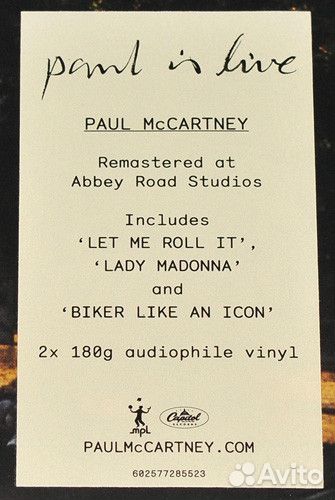 paul is live
PAUL McCARTNEY
Remastered at
Abbey Road Studios
Includes
‘LET ME ROLL IT’,
‘LADY MADONNA’
and
‘BIKER LIKE AN ICON’
2x 180g audiophile vinyl
mpl
Capitol
RECORDS
PAULMcCARTNEY.COM
602577285523
Avito